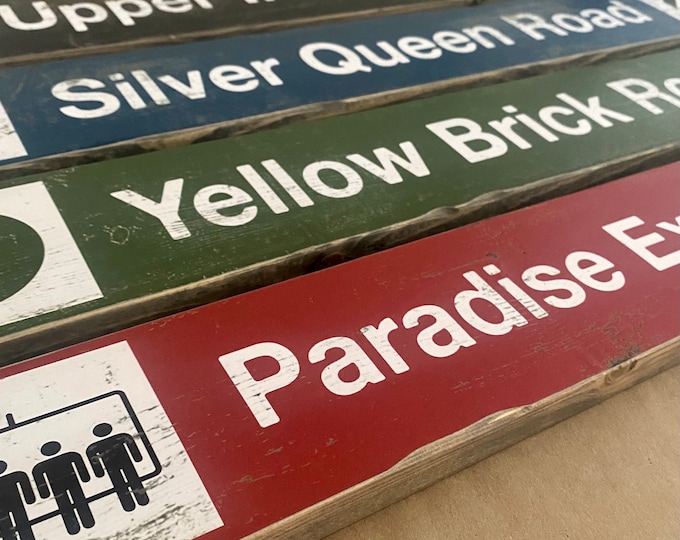 Upper
Silver Queen Road
Yellow Brick Ro
Paradise Ex